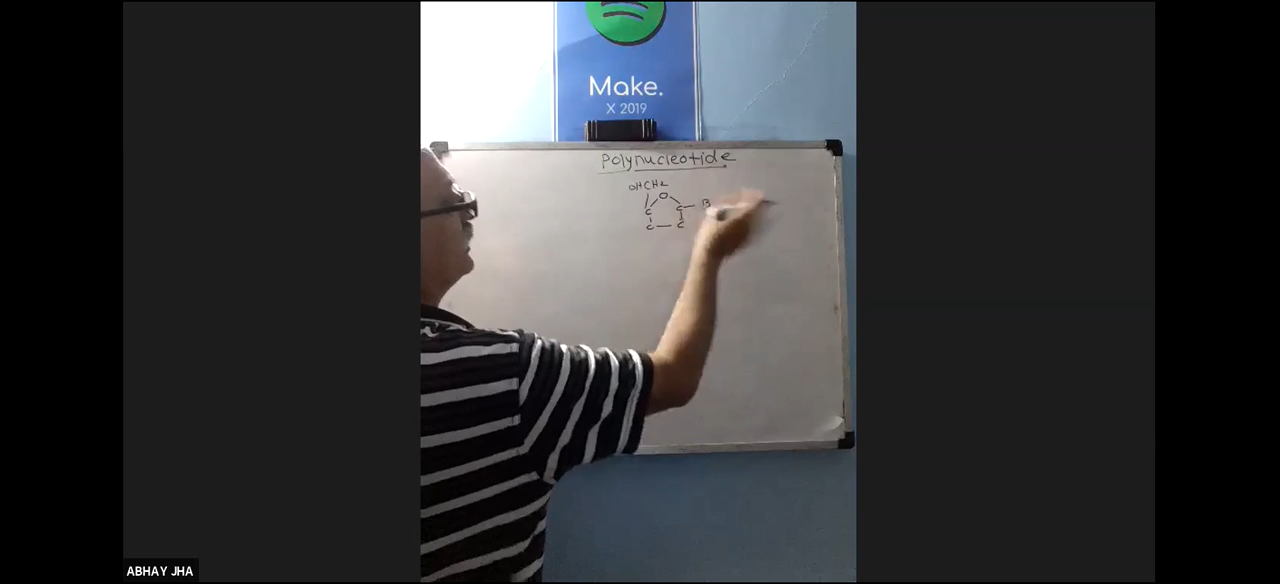 Make.
X 2019
Polynucleotide
OHCH2
O
C C B
C C
ABHAY JHA